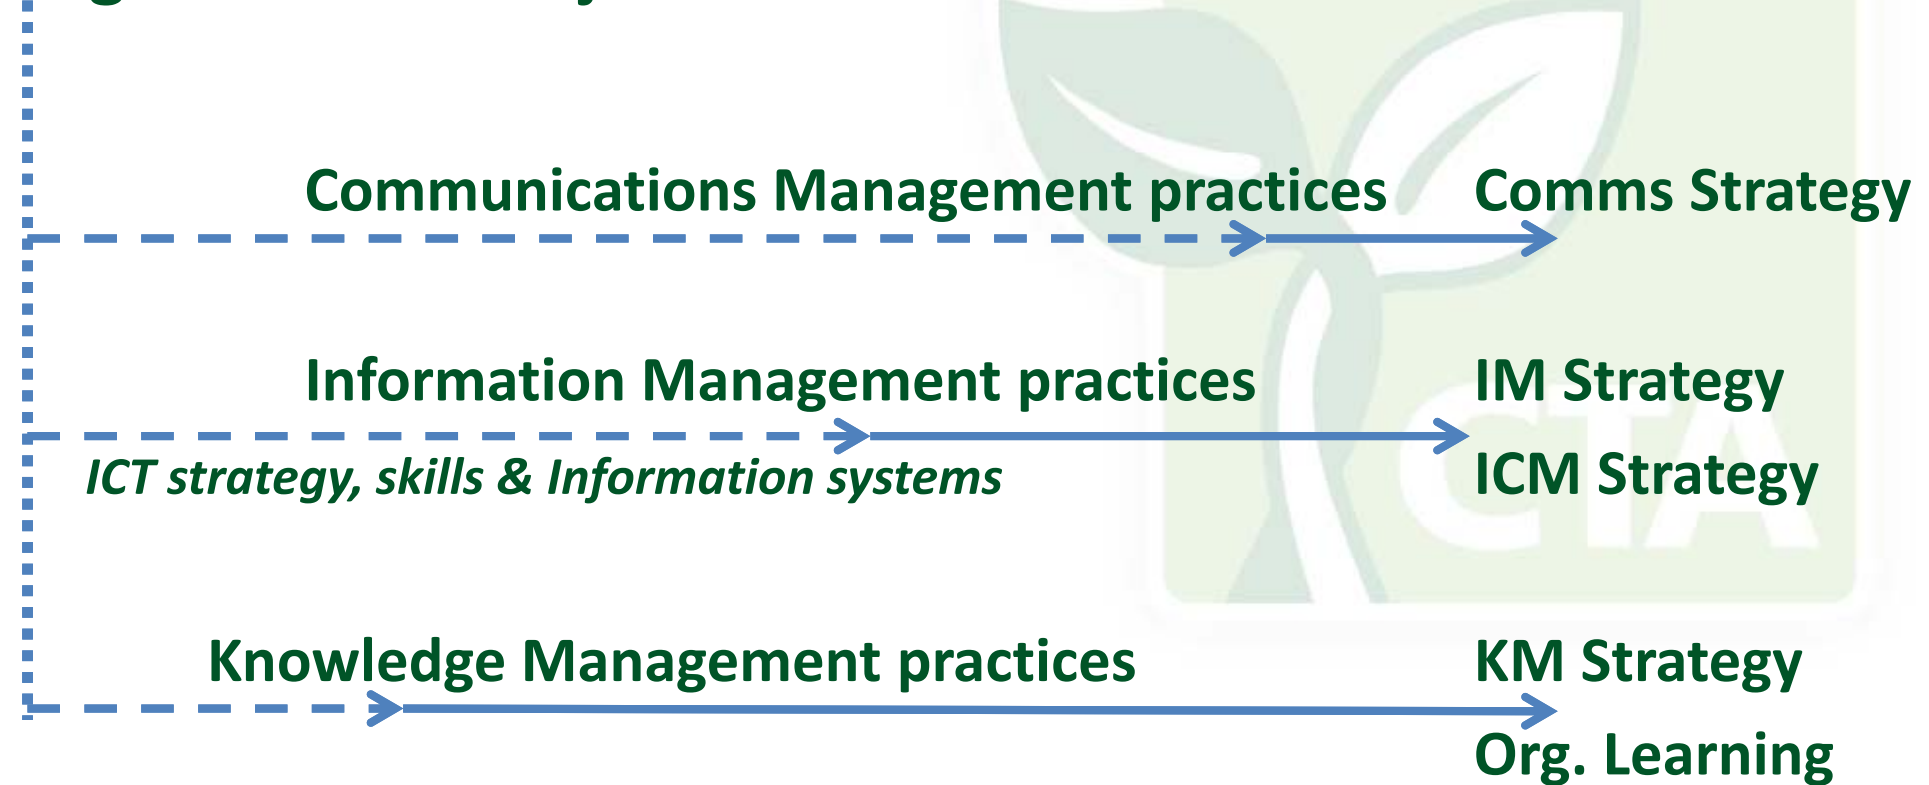 Communications Management practices Comms Strategy
Information Management practices IM Strategy
ICT strategy, skills & Information systems ICM Strategy
CTA
Knowledge Management practices KM Strategy
Org. Learning